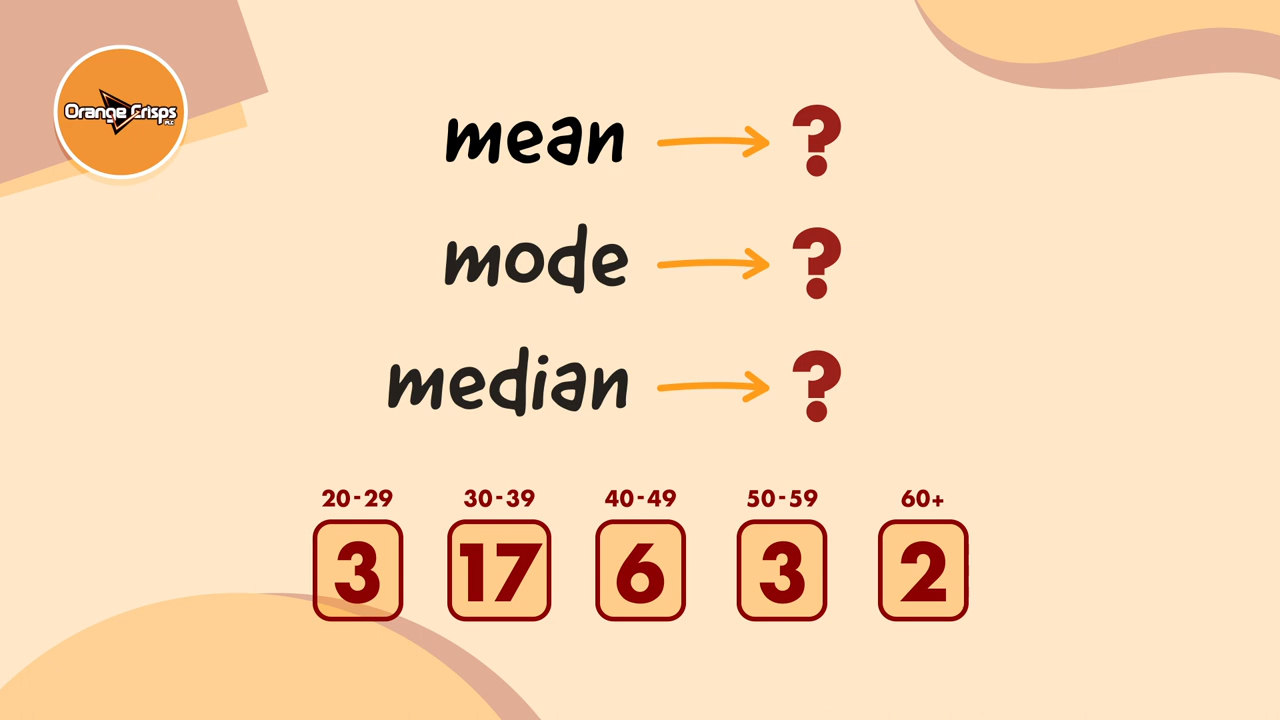 Orange Crisps
PLC
mean → ?
mode → ?
median → ?
20-29 30-39 40-49 50-59 60+
3 17 6 3 2